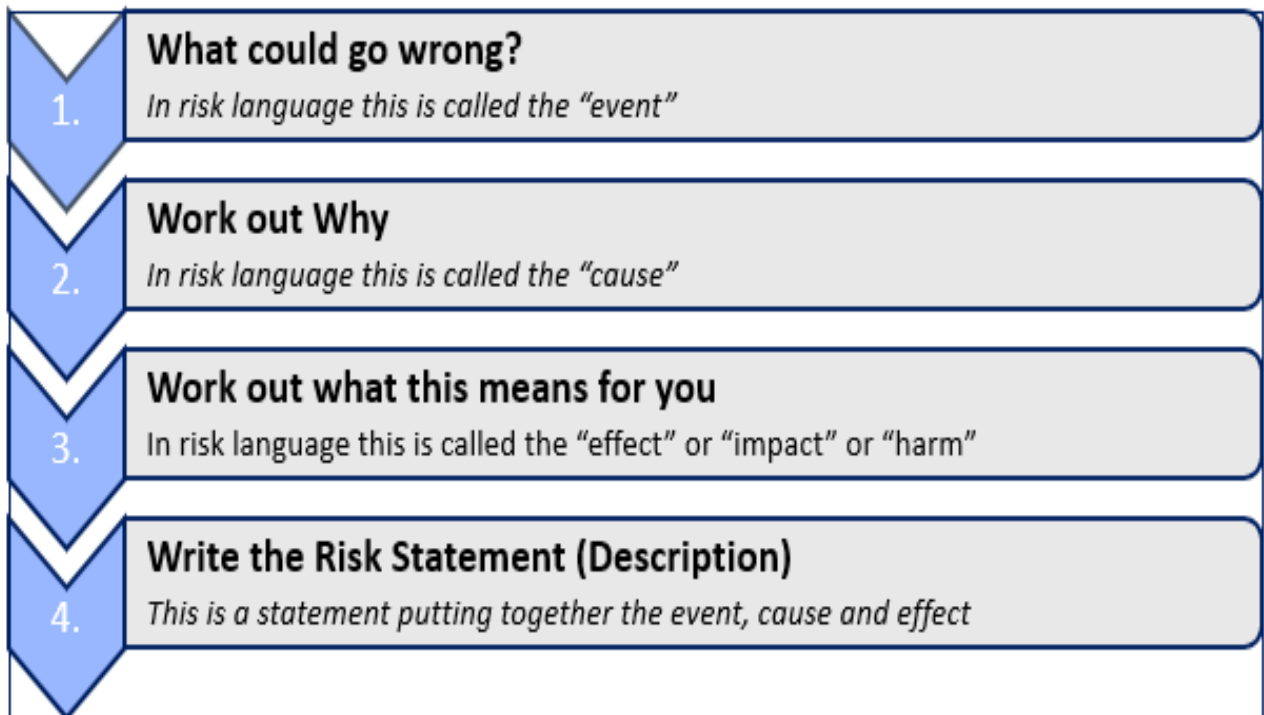 What could go wrong?
1.
In risk language this is called the “event”
Work out Why
2.
In risk language this is called the “cause”
Work out what this means for you
3.
In risk language this is called the “effect” or “impact” or “harm”
Write the Risk Statement (Description)
4.
This is a statement putting together the event, cause and effect